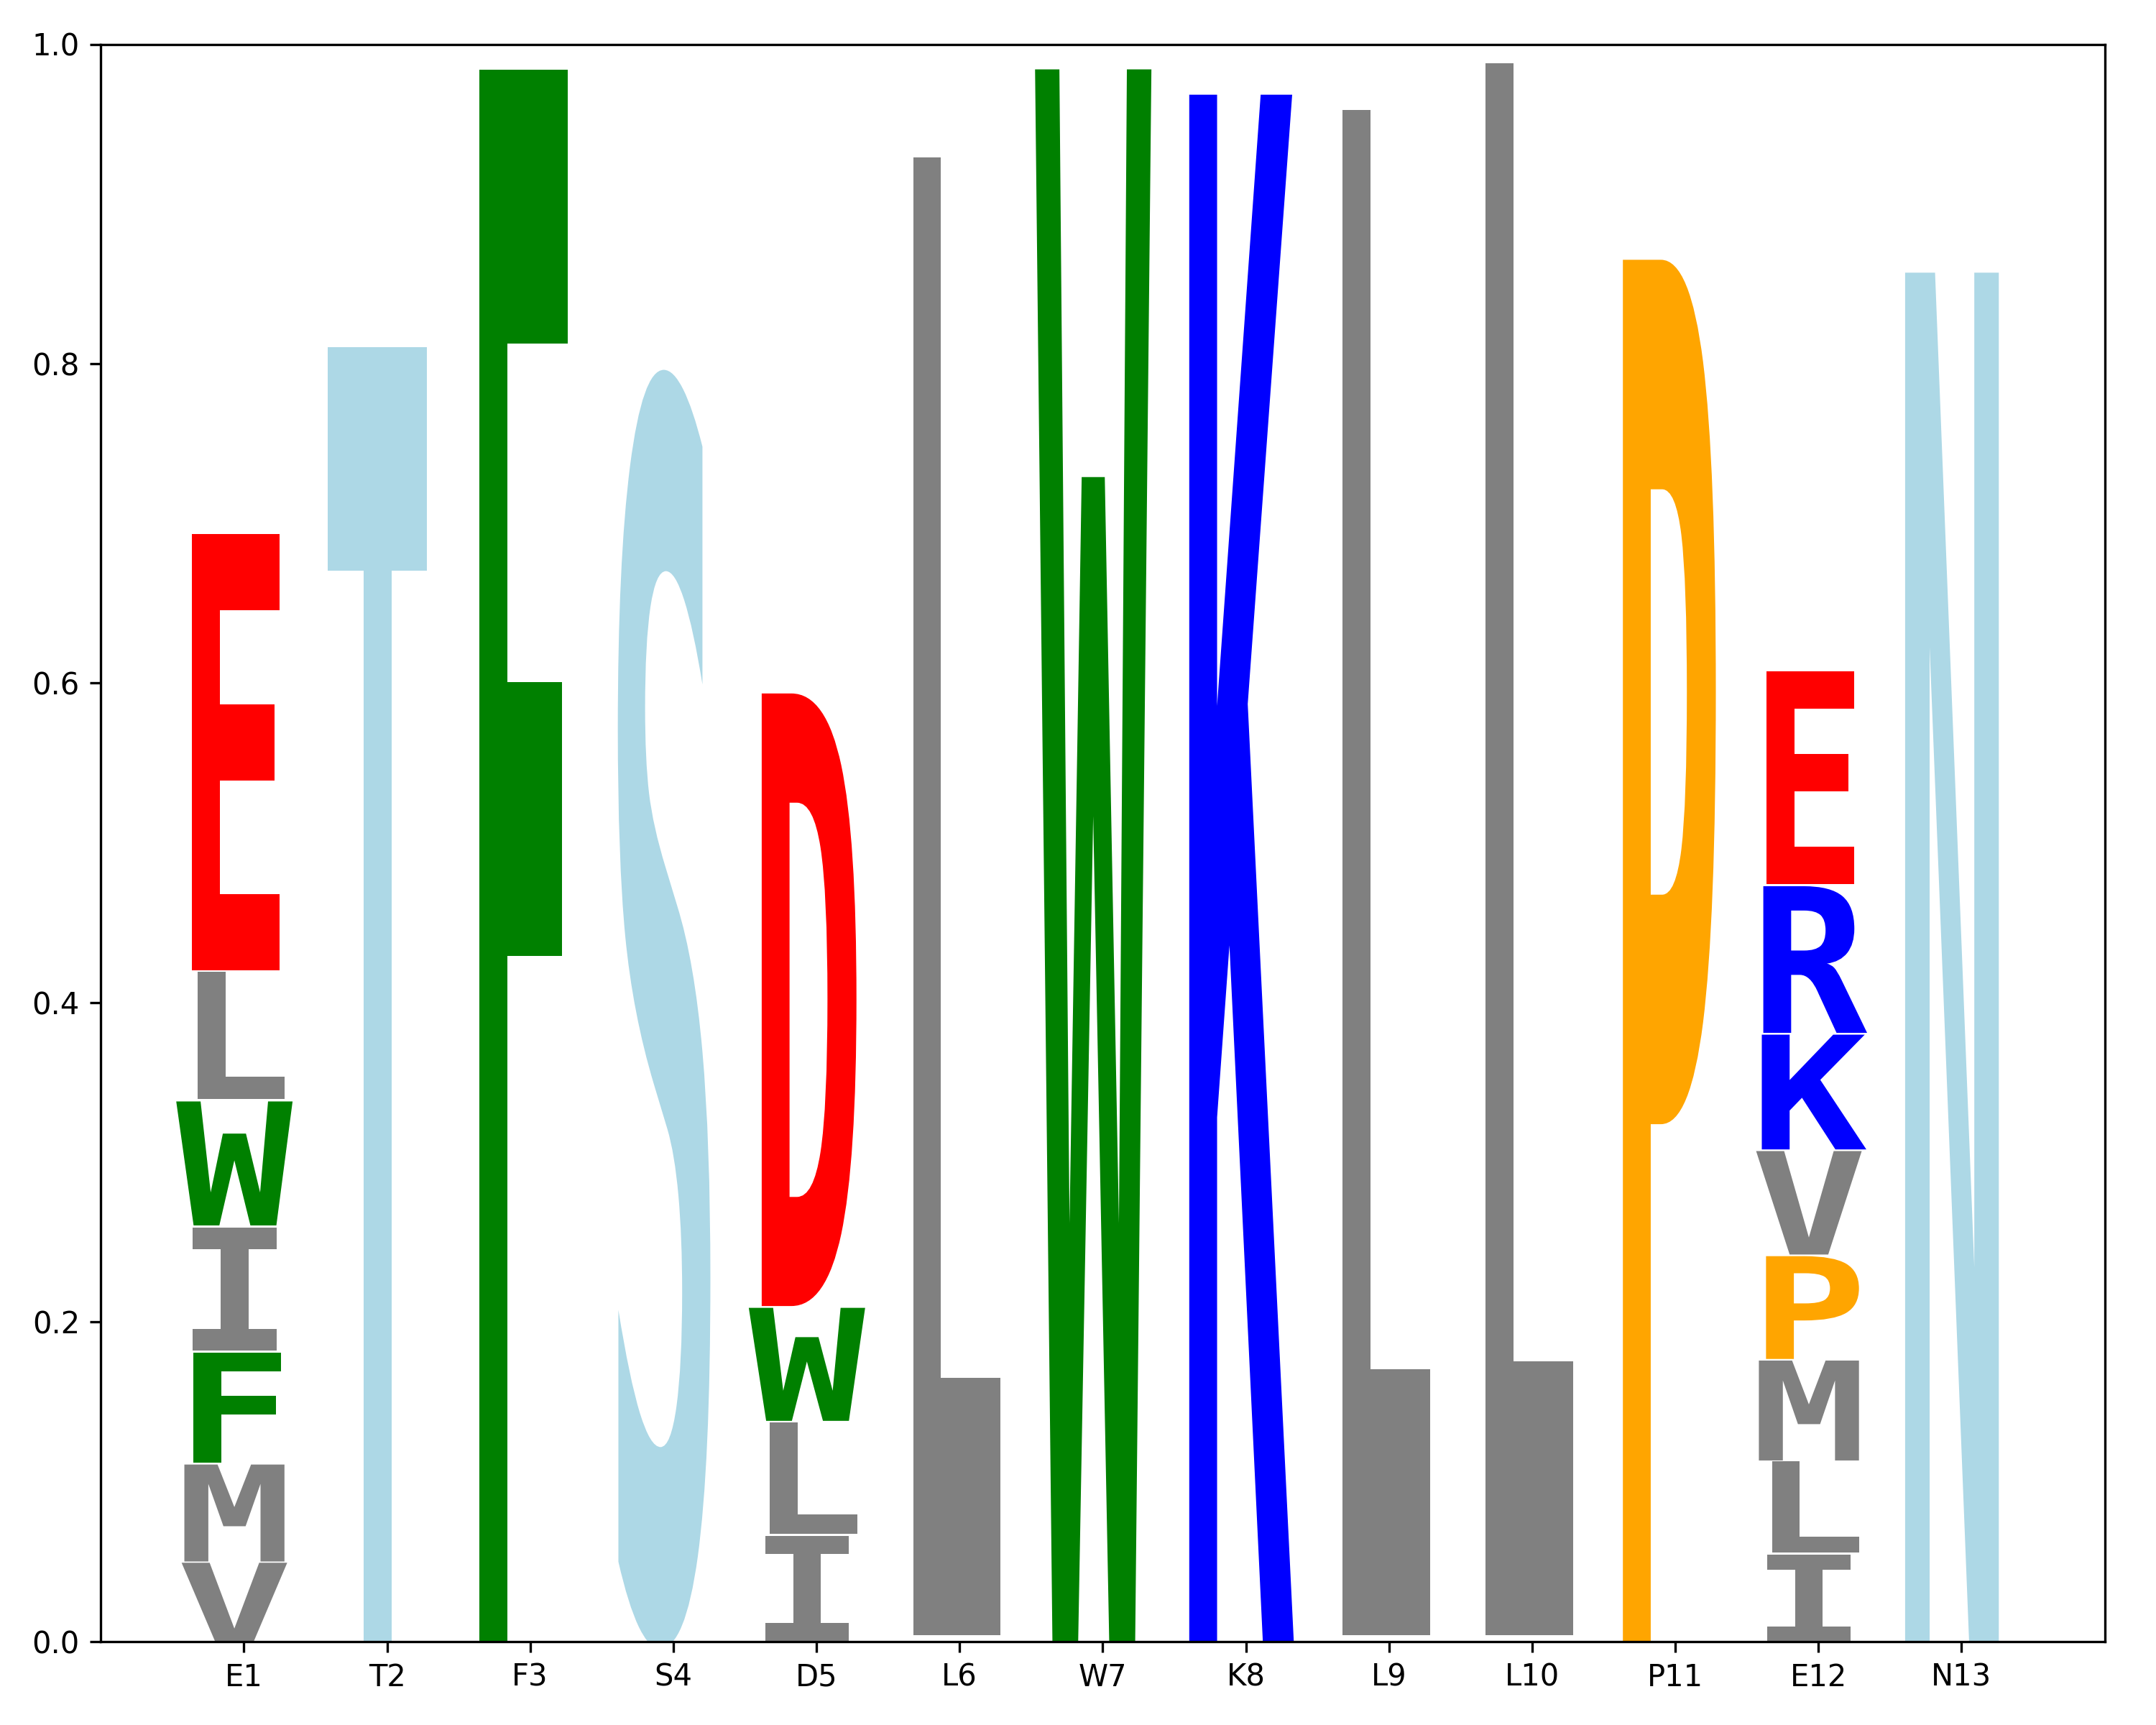 1.0
0.8
0.6
0.4
0.2
0.0
E T F S D L W K L L P E N
L W R
W L K
I I V
F P
M M
V L
I
E1 T2 F3 S4 D5 L6 W7 K8 L9 L10 P11 E12 N13